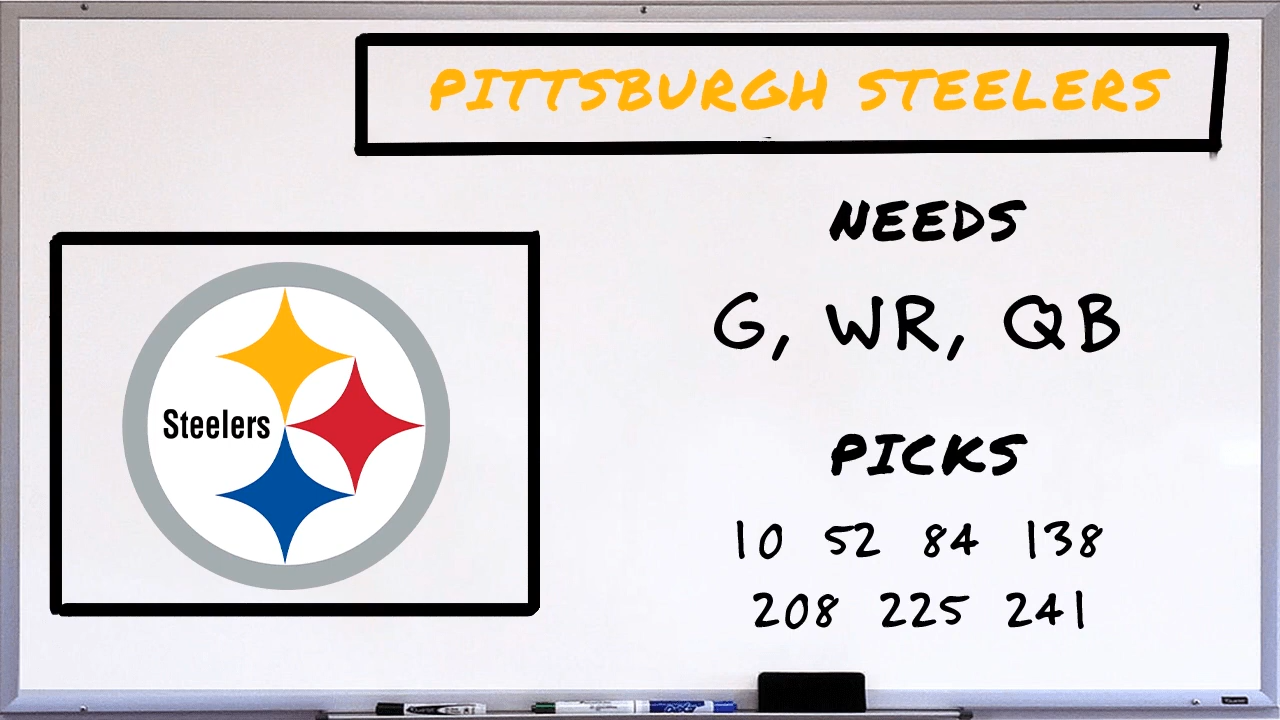 PITTSBURGH STEELERS
NEEDS
G, WR, QB
Steelers
PICKS
10 52 84 138
208 225 241